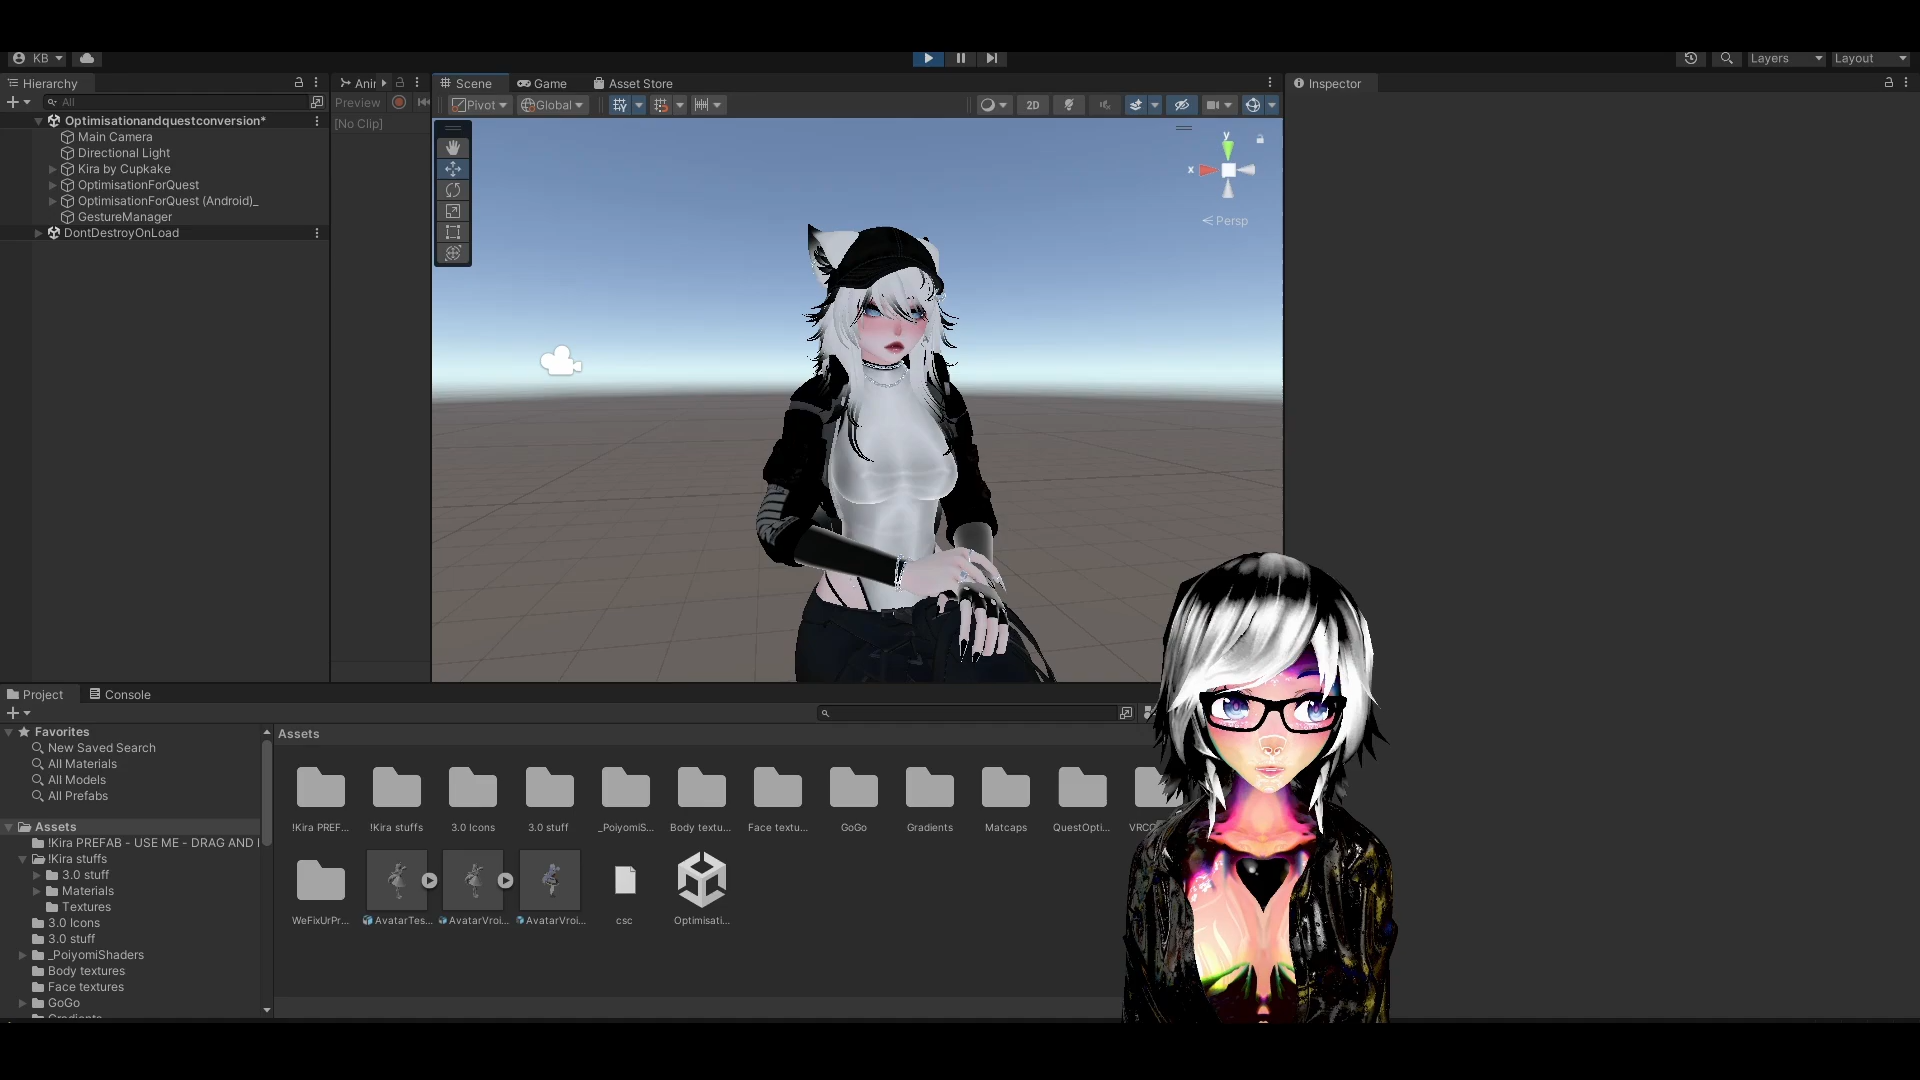 KB
Layers
Layout
Hierarchy
Anir
Scene
Game
Asset Store
Inspector
All
Preview
Pivot
Global
2D
[No Clip]
Optimisationandquestconversion*
Main Camera
Directional Light
Kira by Cupkake
OptimisationForQuest
OptimisationForQuest (Android)_
GestureManager
DontDestroyOnLoad
y
x
Persp
Project
Console
Favorites
New Saved Search
All Materials
All Models
All Prefabs
Assets
!Kira PREFAB - USE ME - DRAG AND
!Kira stuffs
3.0 stuff
Materials
Textures
3.0 Icons
3.0 stuff
_PoiyomiShaders
Body textures
Face textures
GoGo
Gradients
Assets
!Kira PREF...
!Kira stuffs
3.0 Icons
3.0 stuff
_PoiyomiS...
Body textu...
Face textu...
GoGo
Gradients
Matcaps
QuestOpti...
VRCC
WeFixUrPr...
AvatarTes...
AvatarVroi...
AvatarVroi...
csc
Optimisati...